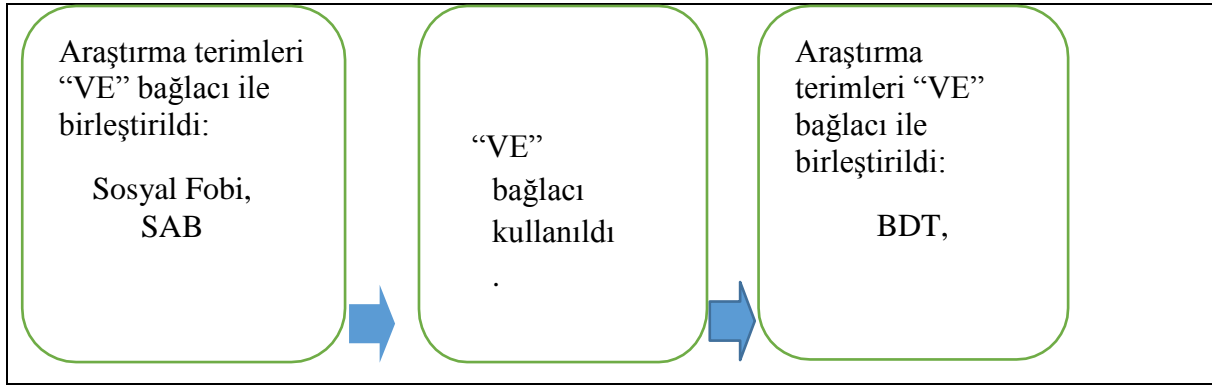 Araştırma terimleri
“VE” bağlacı ile
birleştirildi:
Sosyal Fobi,
SAB
“VE”
bağlacı
kullanıldı
.
Araştırma
terimleri “VE”
bağlacı ile
birleştirildi:
BDT,